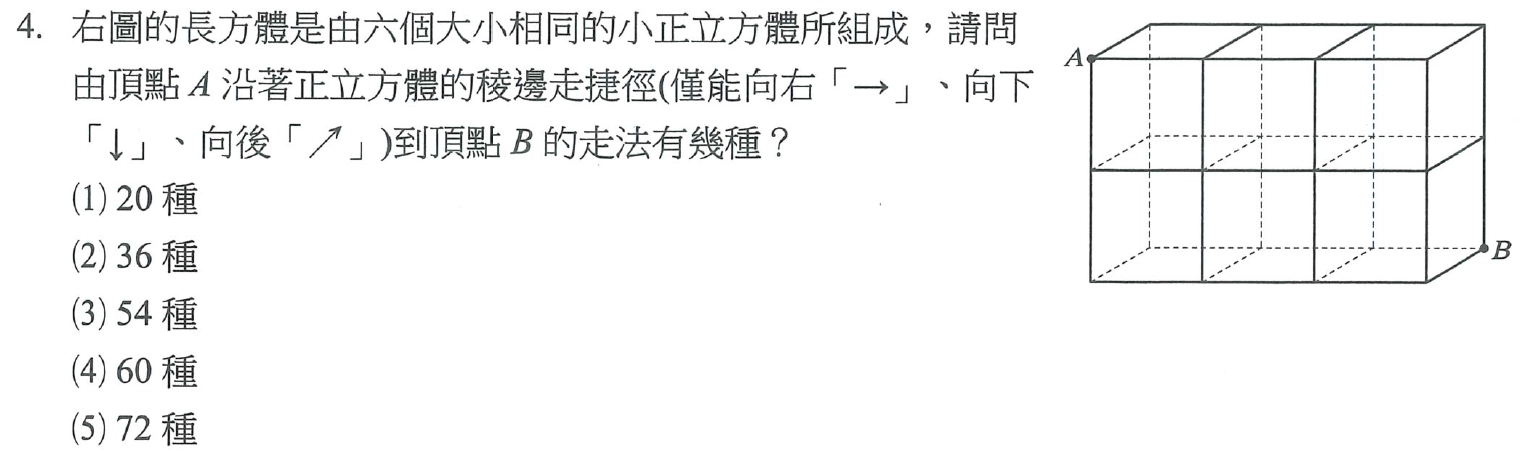 4. 右圖的長方體是由六個大小相同的小正立方體所組成，請問
由頂點 A 沿著正立方體的稜邊走捷徑(僅能向右「→」、向下
「↓」、向後「↗」)到頂點 B 的走法有幾種？
(1) 20 種
(2) 36 種
(3) 54 種
(4) 60 種
(5) 72 種
A
B